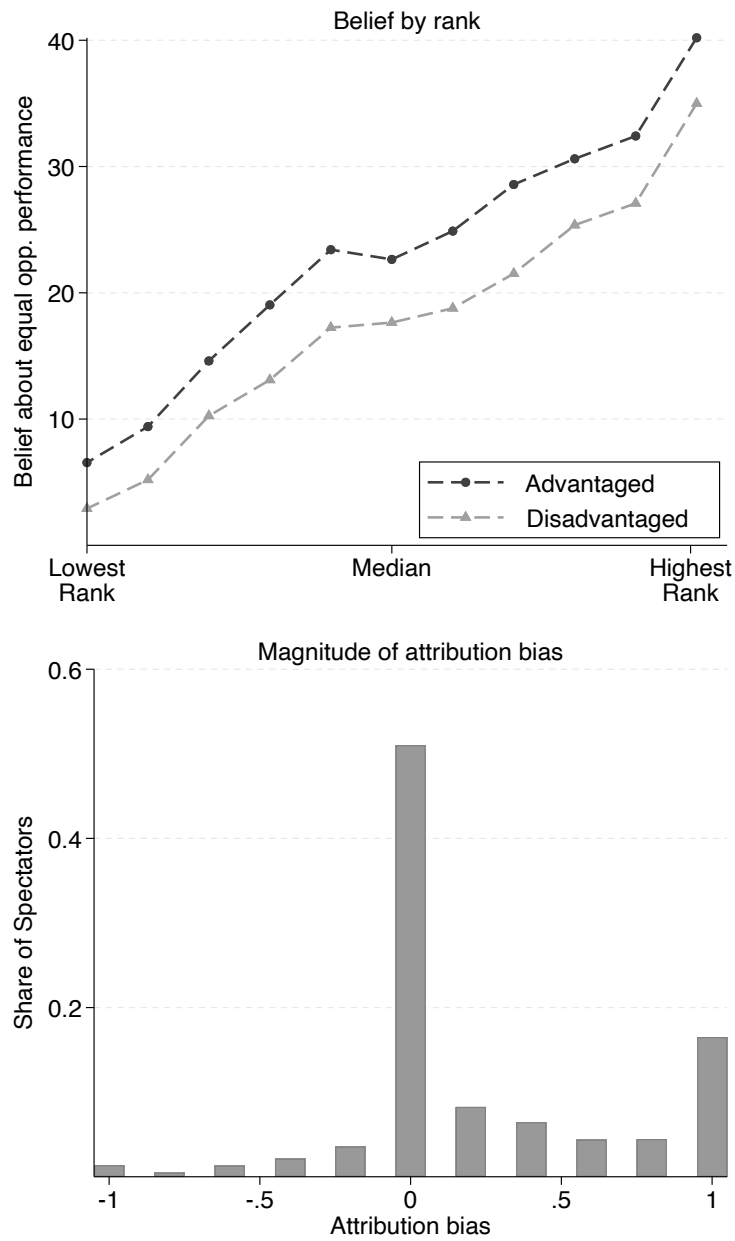 Belief by rank
Belief about equal opp. performance
40
30
20
10
Advantaged
Disadvantaged
Lowest
Rank
Median
Highest
Rank
Magnitude of attribution bias
Share of Spectators
0.6
0.4
0.2
-1
-.5
0
.5
1
Attribution bias